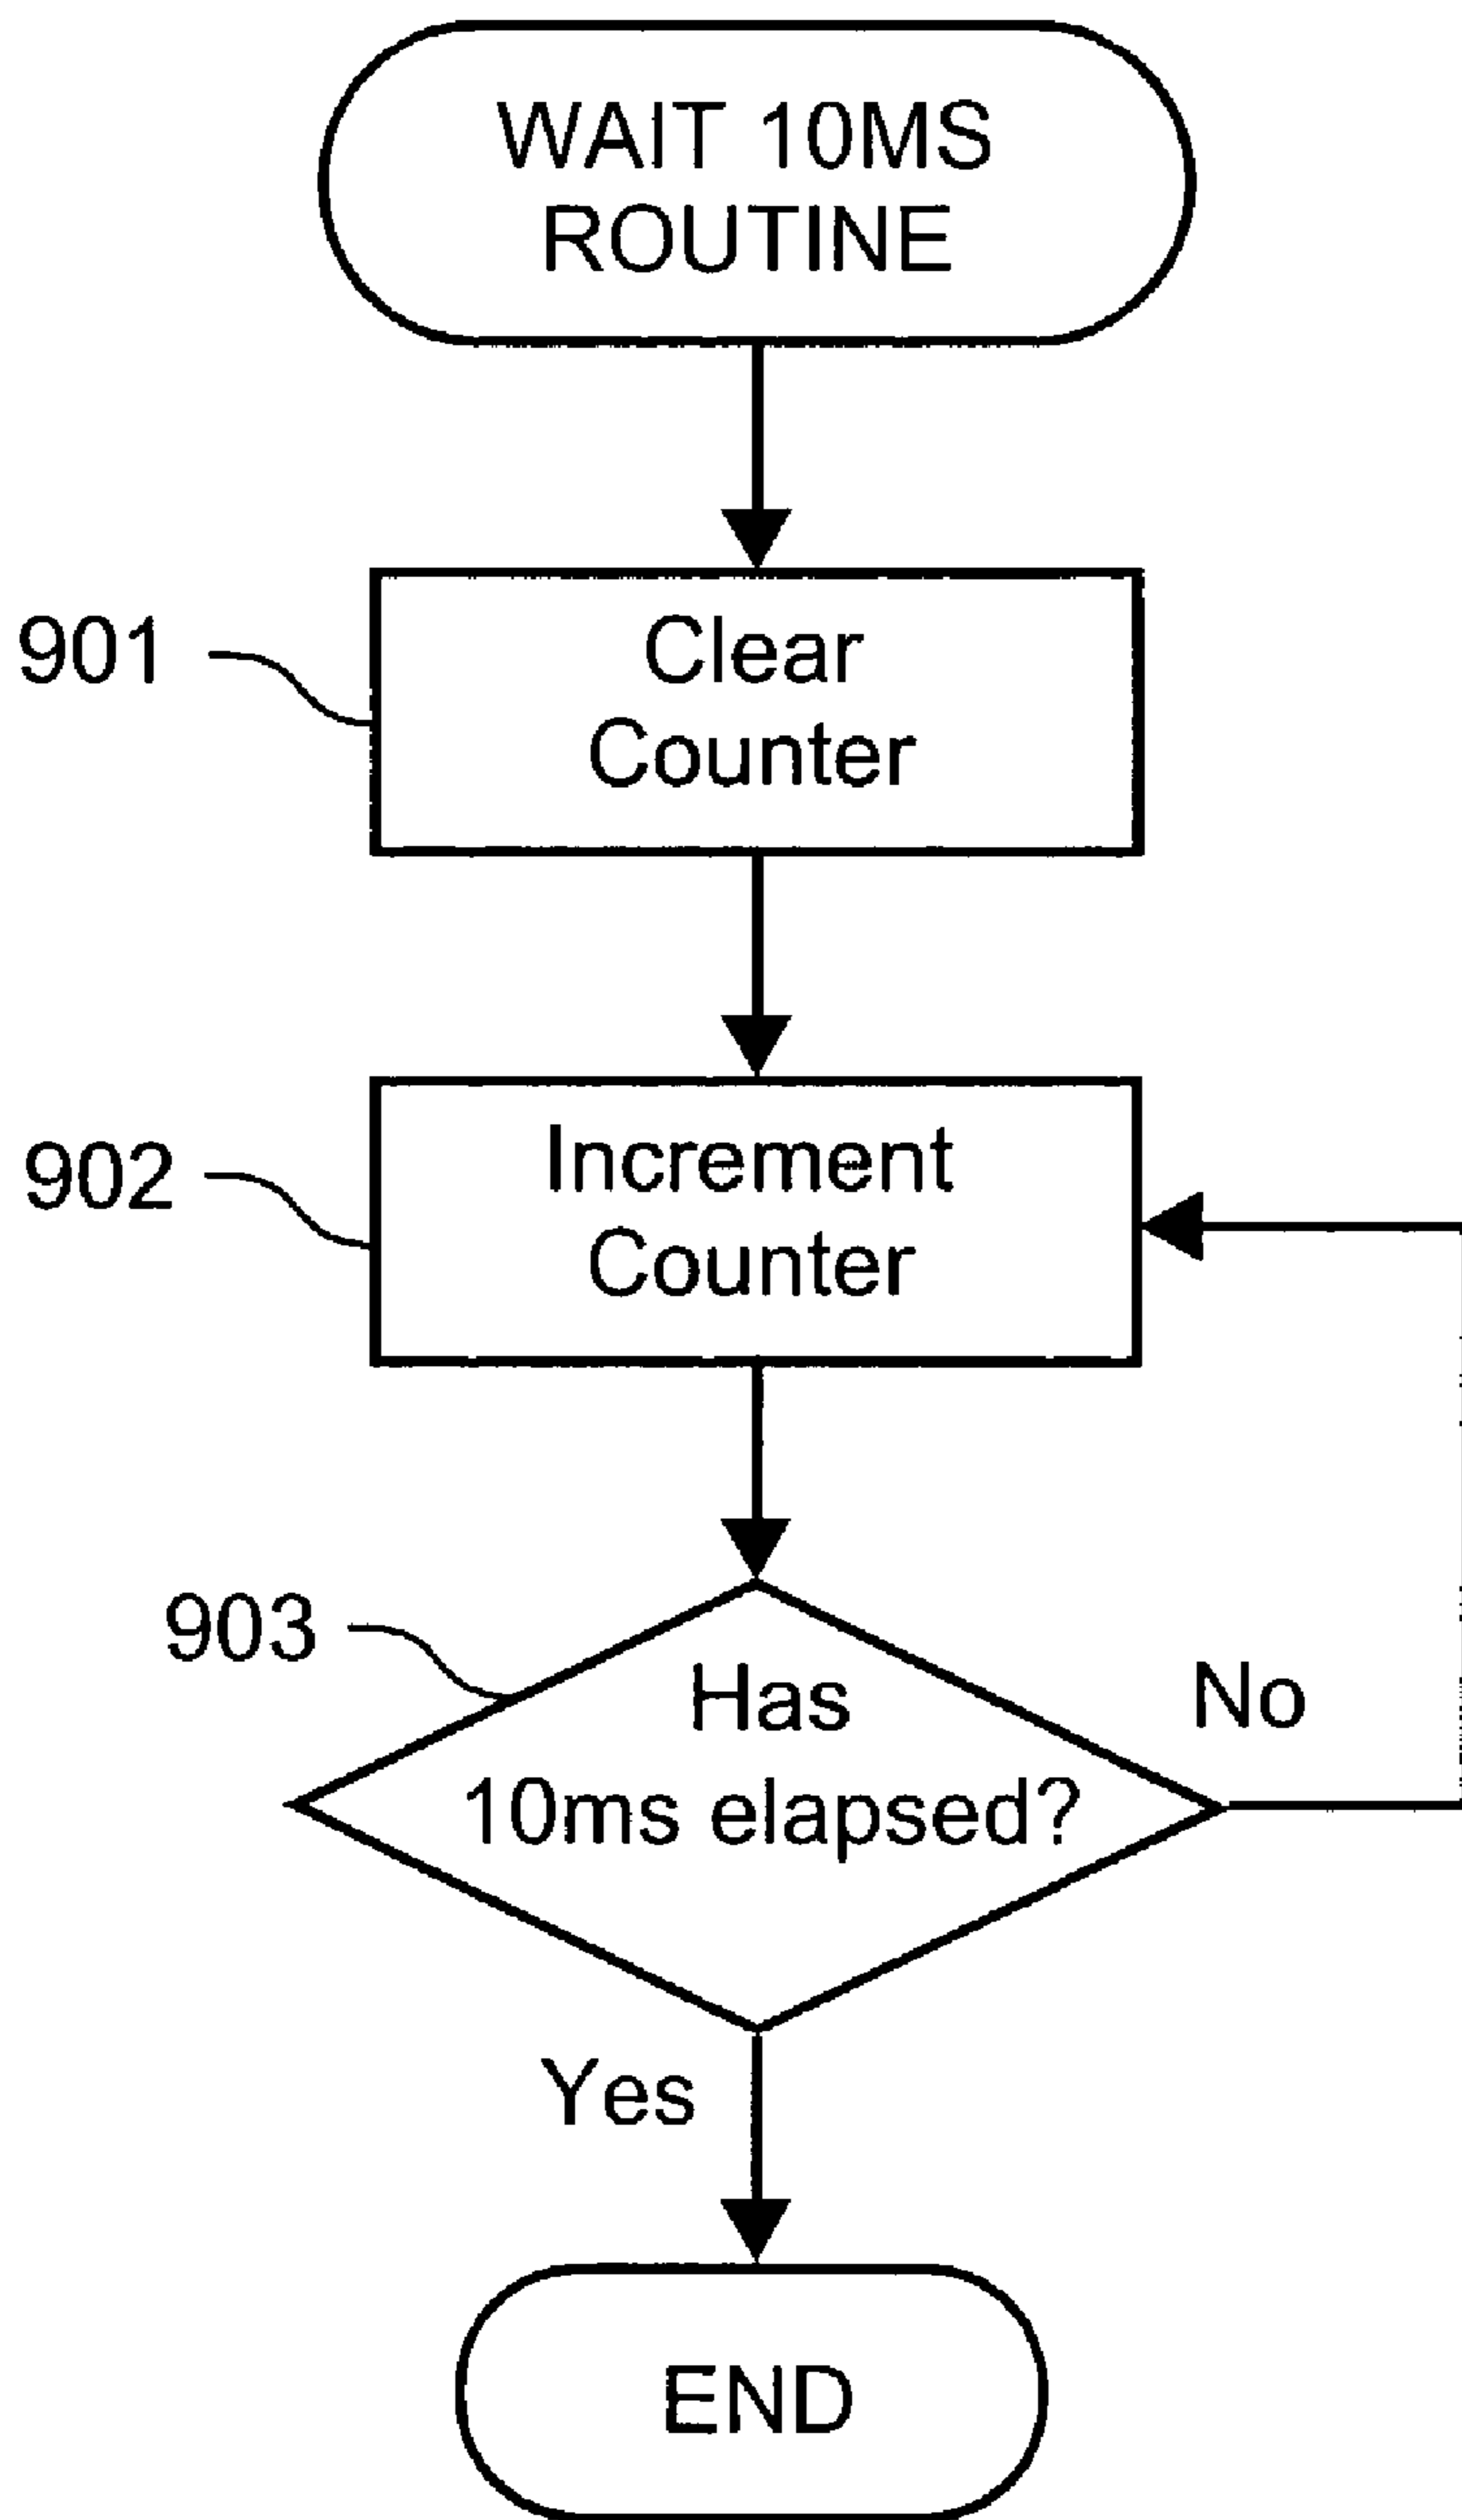 WAIT 10MS
ROUTINE
901
Clear
Counter
902
Increment
Counter
903
Has
10ms elapsed?
No
Yes
END